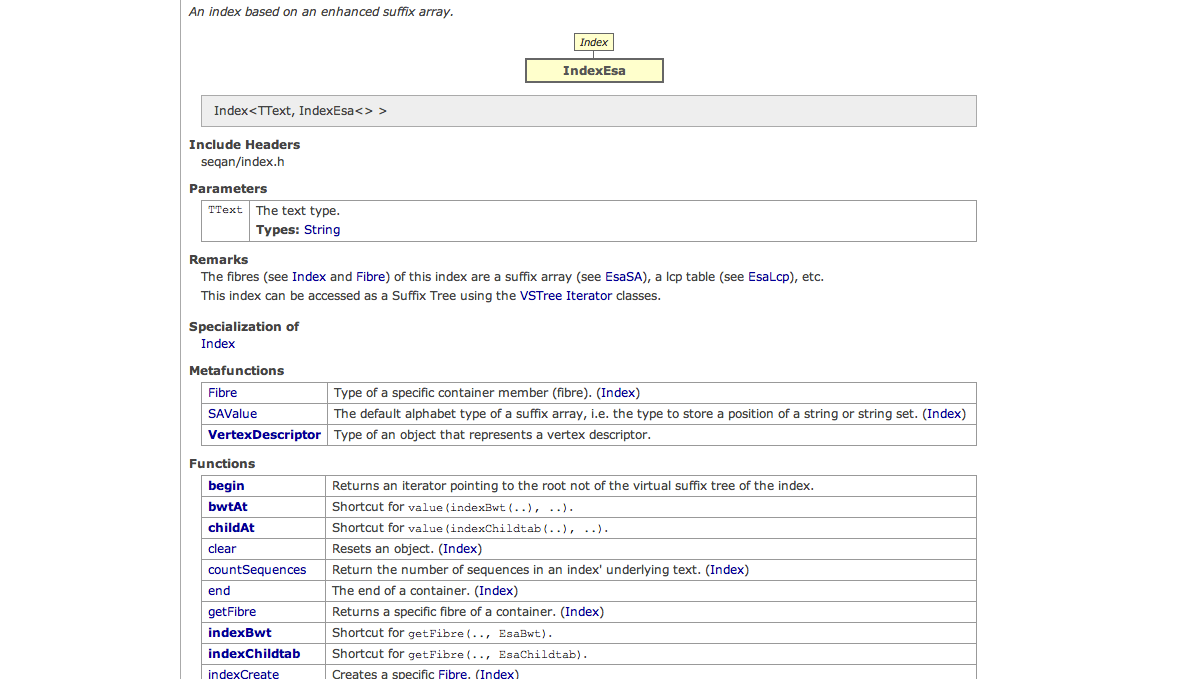 An index based on an enhanced suffix array.
Index
IndexEsa
Index<TText, IndexEsa<> >
Include Headers
seqan/index.h
Parameters
TText The text type.
Types: String
Remarks
The fibres (see Index and Fibre) of this index are a suffix array (see EsaSA), a lcp table (see EsaLcp), etc.
This index can be accessed as a Suffix Tree using the VSTree Iterator classes.
Specialization of
Index
Metafunctions
Fibre Type of a specific container member (fibre). (Index)
SAValue The default alphabet type of a suffix array, i.e. the type to store a position of a string or string set. (Index)
VertexDescriptor Type of an object that represents a vertex descriptor.
Functions
begin Returns an iterator pointing to the root not of the virtual suffix tree of the index.
bwtAt Shortcut for value(indexBwt(..), ..).
childAt Shortcut for value(indexChildtab(..), ..).
clear Resets an object. (Index)
countSequences Return the number of sequences in an index' underlying text. (Index)
end The end of a container. (Index)
getFibre Returns a specific fibre of a container. (Index)
indexBwt Shortcut for getFibre(.., EsaBwt).
indexChildtab Shortcut for getFibre(.., EsaChildtab).
indexCreate Creates a specific Fibre. (Index)